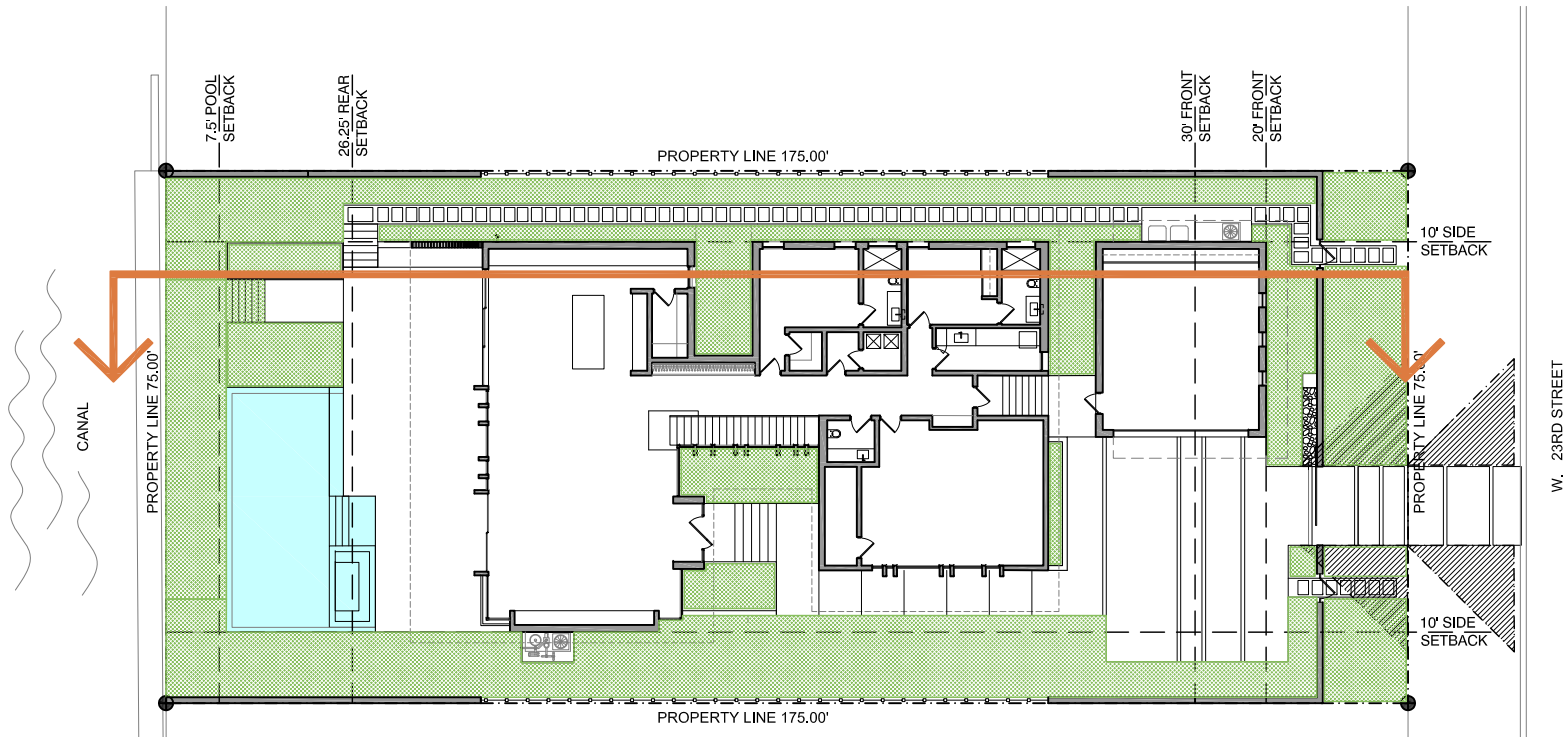 7.5' POOL
SETBACK
26.25' REAR
SETBACK
30' FRONT
SETBACK
20' FRONT
SETBACK
PROPERTY LINE 175.00'
10' SIDE
SETBACK
CANAL
PROPERTY LINE 75.00'
PROPERTY LINE 75.00'
W. 23RD STREET
10' SIDE
SETBACK
PROPERTY LINE 175.00'